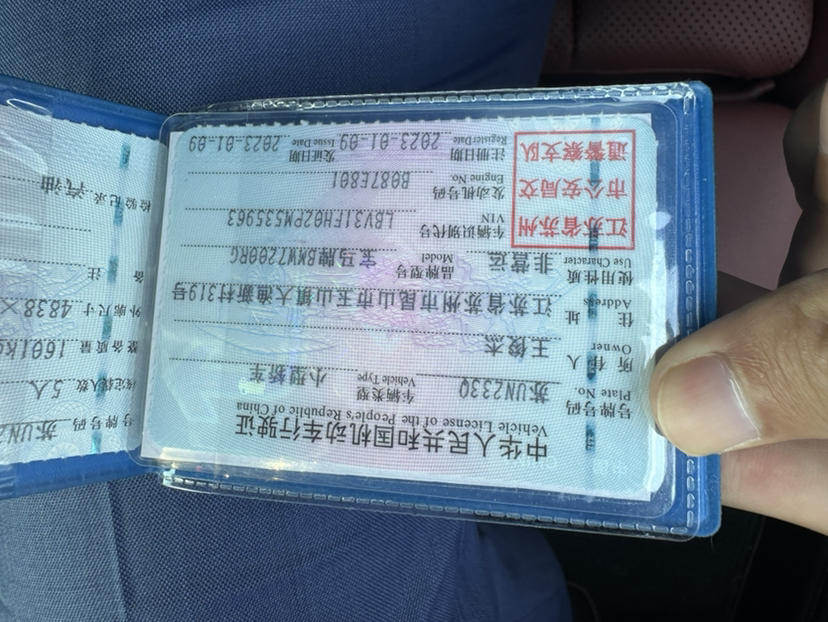 中华人民共和国机动车行驶证
Vehicle License of the People's Republic of China
号牌号码 苏UN233Q 车辆类型 小型轿车
Plate No. Vehicle Type
所有人 王俊杰
Owner
住址 江苏省苏州市昆山市玉山镇大渔新村319号
Address
使用性质 非营运 品牌型号 宝马牌BMW7200RG
Use Character Model
江苏省苏州
市公安局交
通警察支队
车辆识别代号 LBV31FH02PM535963
VIN
发动机号码 B087E801
Engine No.
注册日期 2023-01-09 发证日期 2023-01-09
Register Date Issue Date
号牌号码 苏UN2
核定载人数 5人
整备质量 1601kg
外廓尺寸 4838×
备注
检验记录 汽油